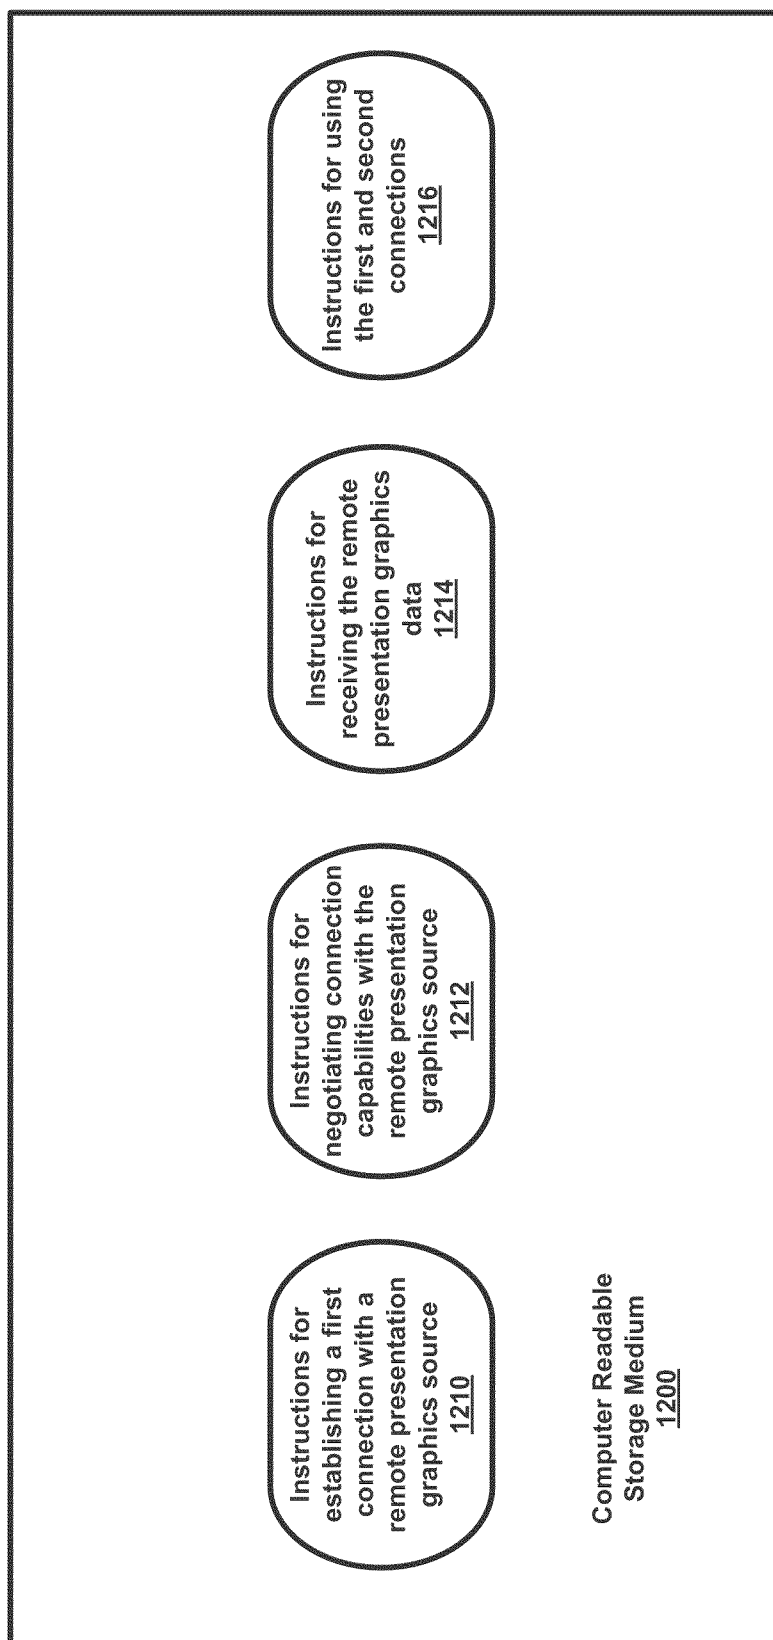 Instructions for
establishing a first
connection with a
remote presentation
graphics source
1210
Instructions for
negotiating connection
capabilities with the
remote presentation
graphics source
1212
Instructions for
receiving the remote
presentation graphics
data
1214
Instructions for using
the first and second
connections
1216
Computer Readable
Storage Medium
1200